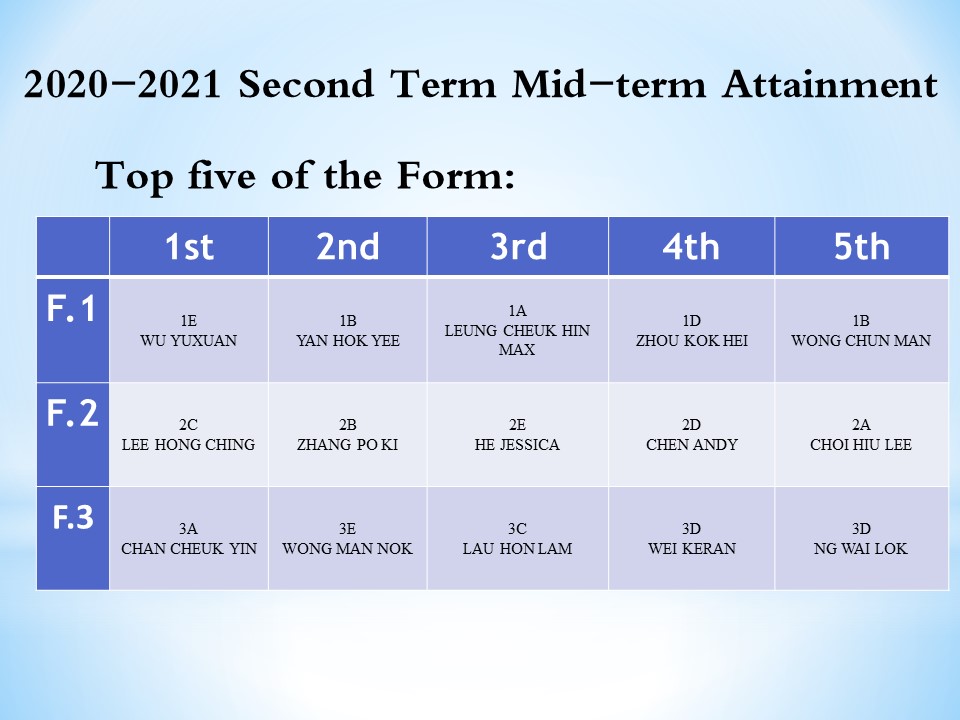 2020-2021 Second Term Mid-term Attainment
Top five of the Form:
1st 2nd 3rd 4th 5th
F.1
1E
WU YUXUAN
1B
YAN HOK YEE
1A
LEUNG CHEUK HIN
MAX
1D
ZHOU KOK HEI
1B
WONG CHUN MAN
F.2
2C
LEE HONG CHING
2B
ZHANG PO KI
2E
HE JESSICA
2D
CHEN ANDY
2A
CHOI HIU LEE
F.3
3A
CHAN CHEUK YIN
3E
WONG MAN NOK
3C
LAU HON LAM
3D
WEI KERAN
3D
NG WAI LOK